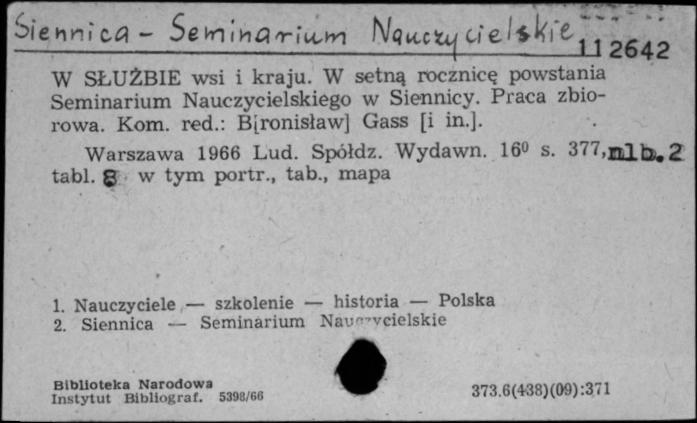 Siennica - Seminarium Nauczycielskie
112642
W SŁUŻBIE wsi i kraju. W setną rocznicę powstania
Seminarium Nauczycielskiego w Siennicy. Praca zbio-
rowa. Kom. red.: B[ronisław] Gass [i in.].
Warszawa 1966 Lud. Spółdz. Wydawn. 16⁰ s. 377, nlb. 2
tabl. 8 w tym portr., tab., mapa
1. Nauczyciele — szkolenie — historia — Polska
2. Siennica — Seminarium Nauczycielskie
Biblioteka Narodowa
Instytut Bibliograf. 5398/66
373.6(438)(09):371